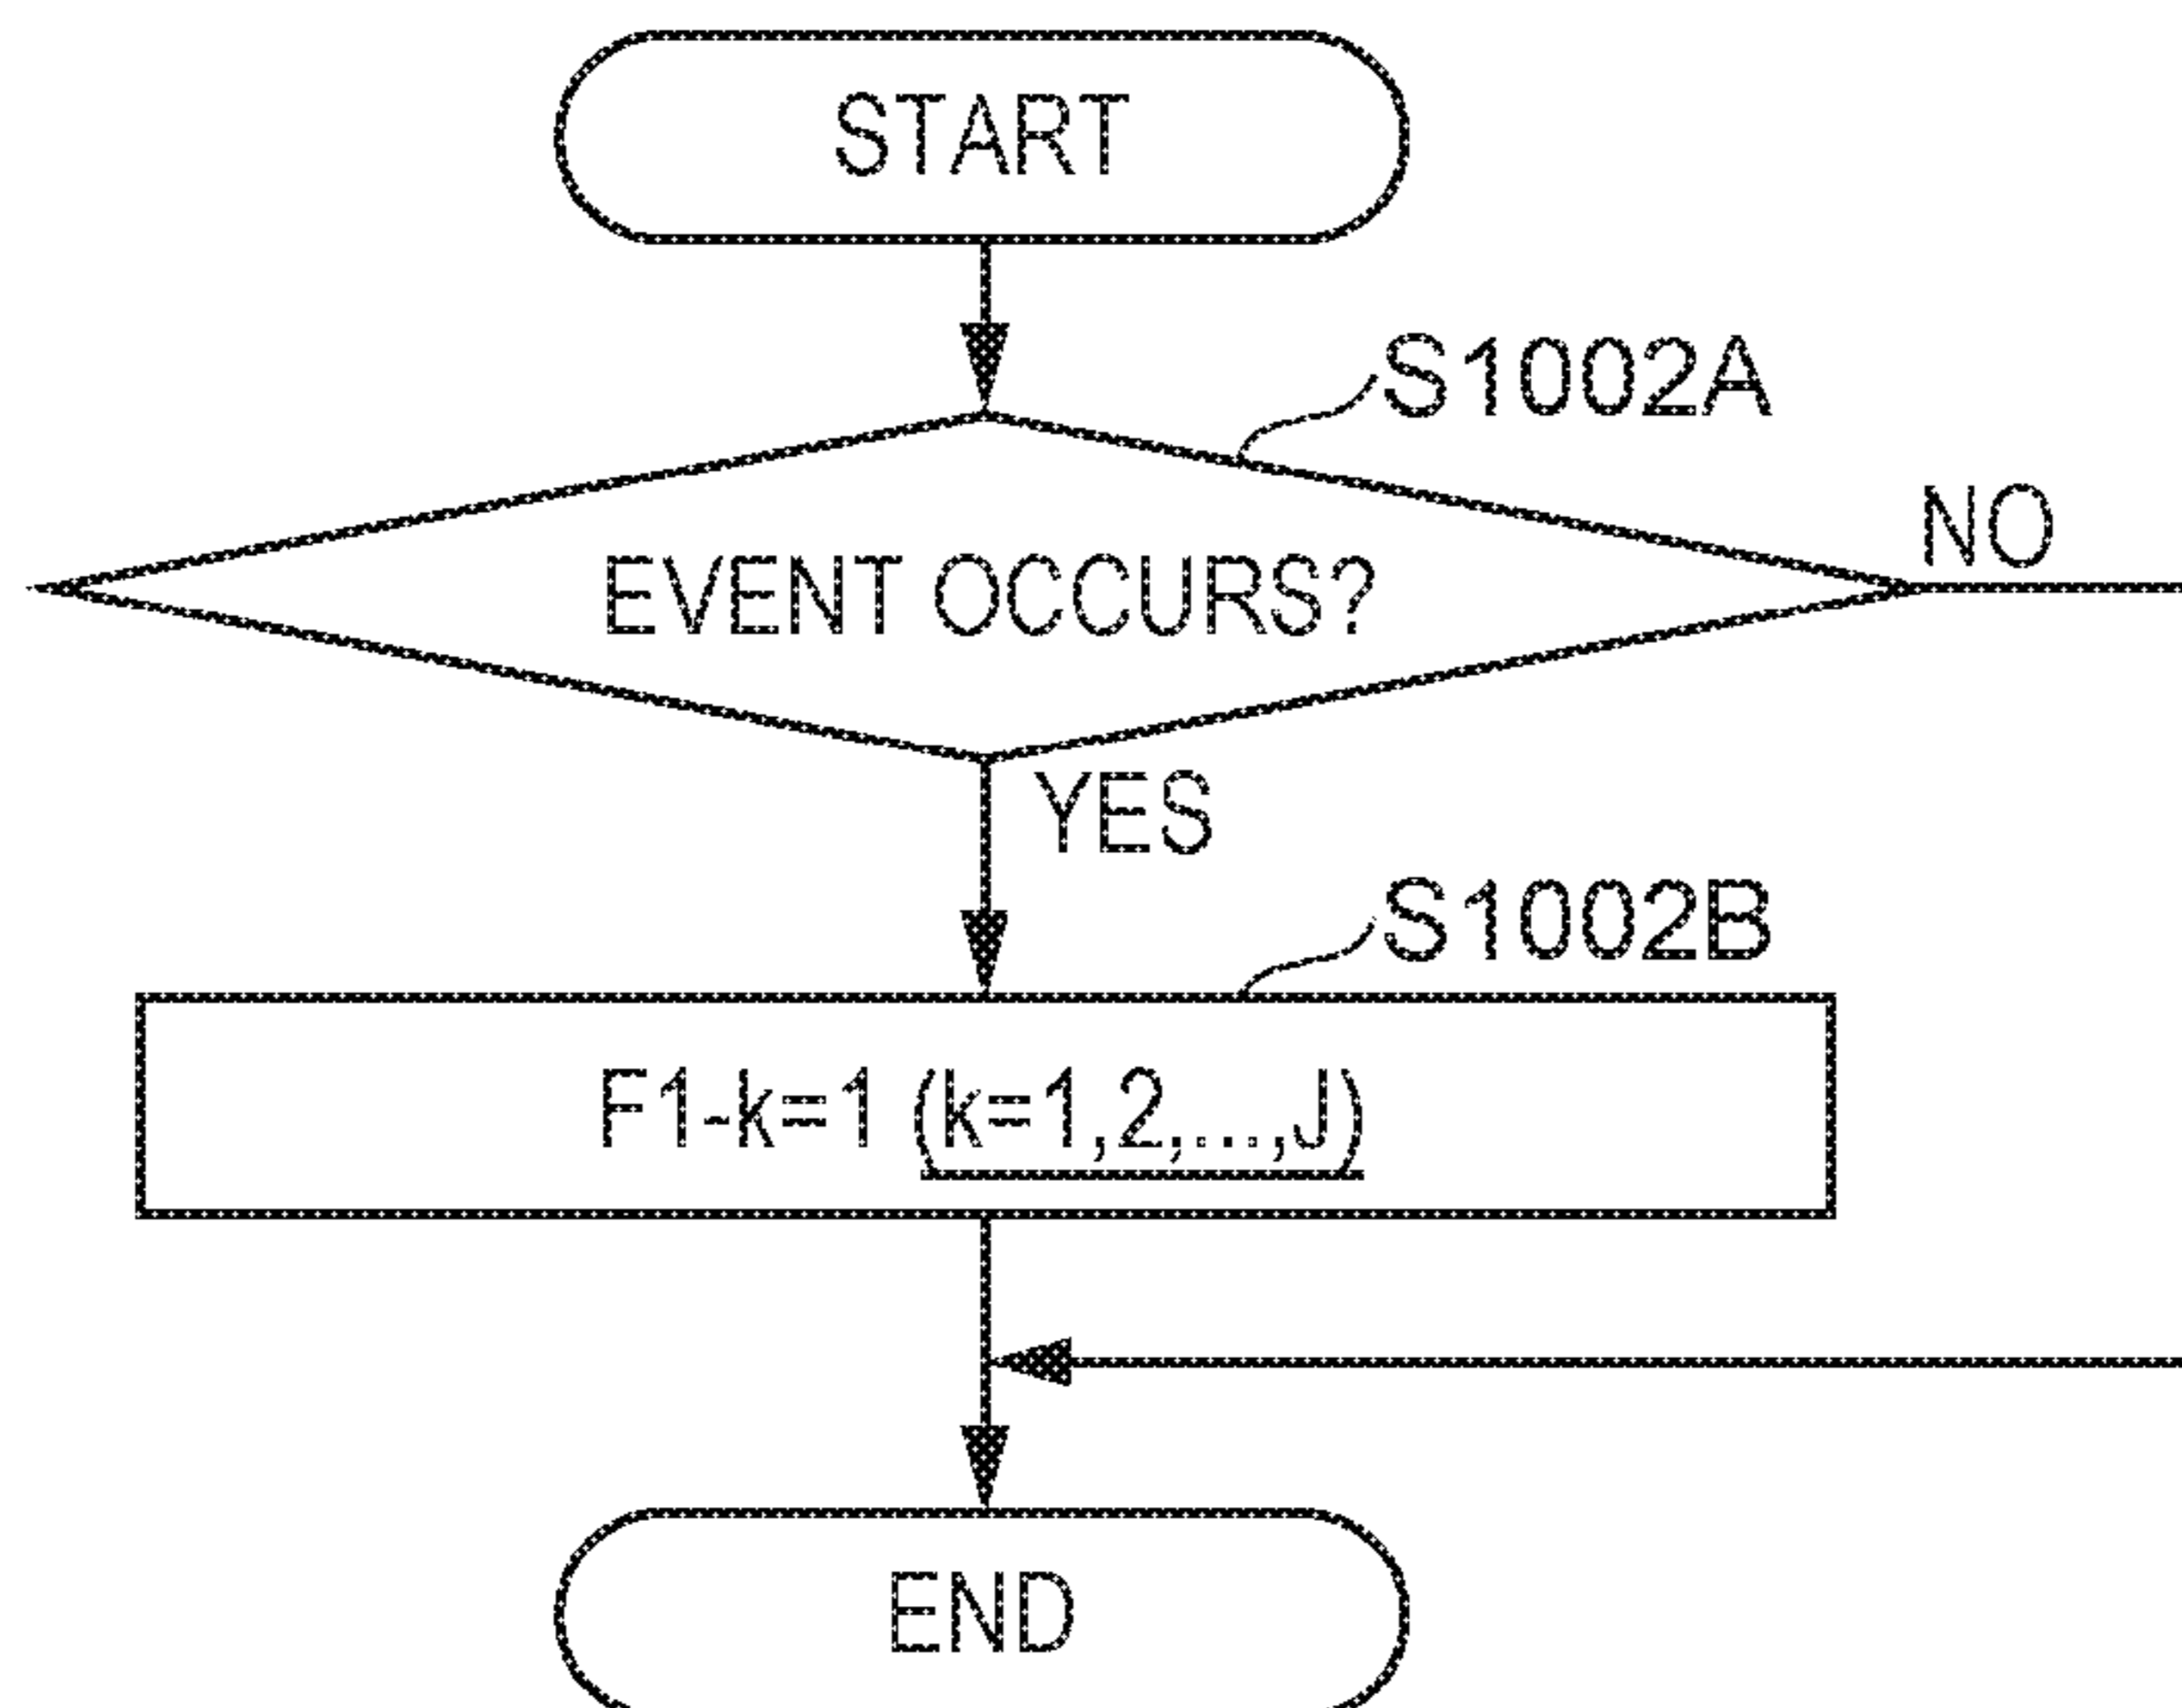 START
S1002A
NO
EVENT OCCURS?
YES
S1002B
F1-k=1 (k=1,2,...,J)
END